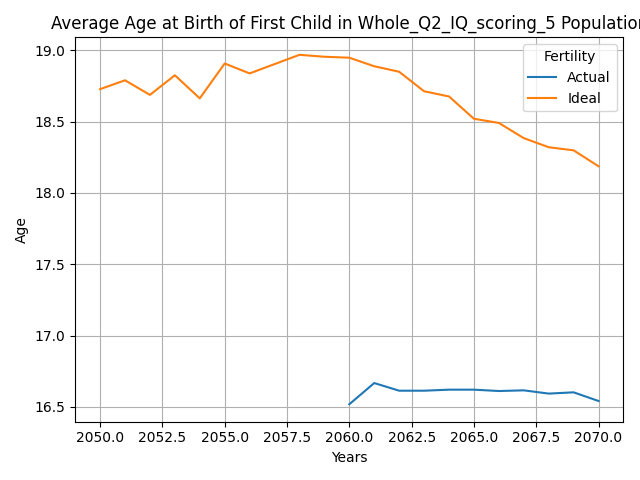 Average Age at Birth of First Child in Whole_Q2_IQ_scoring_5 Population
Fertility
Actual
Ideal
19.0
18.5
18.0
17.5
17.0
16.5
Age
2050.0 2052.5 2055.0 2057.5 2060.0 2062.5 2065.0 2067.5 2070.0
Years